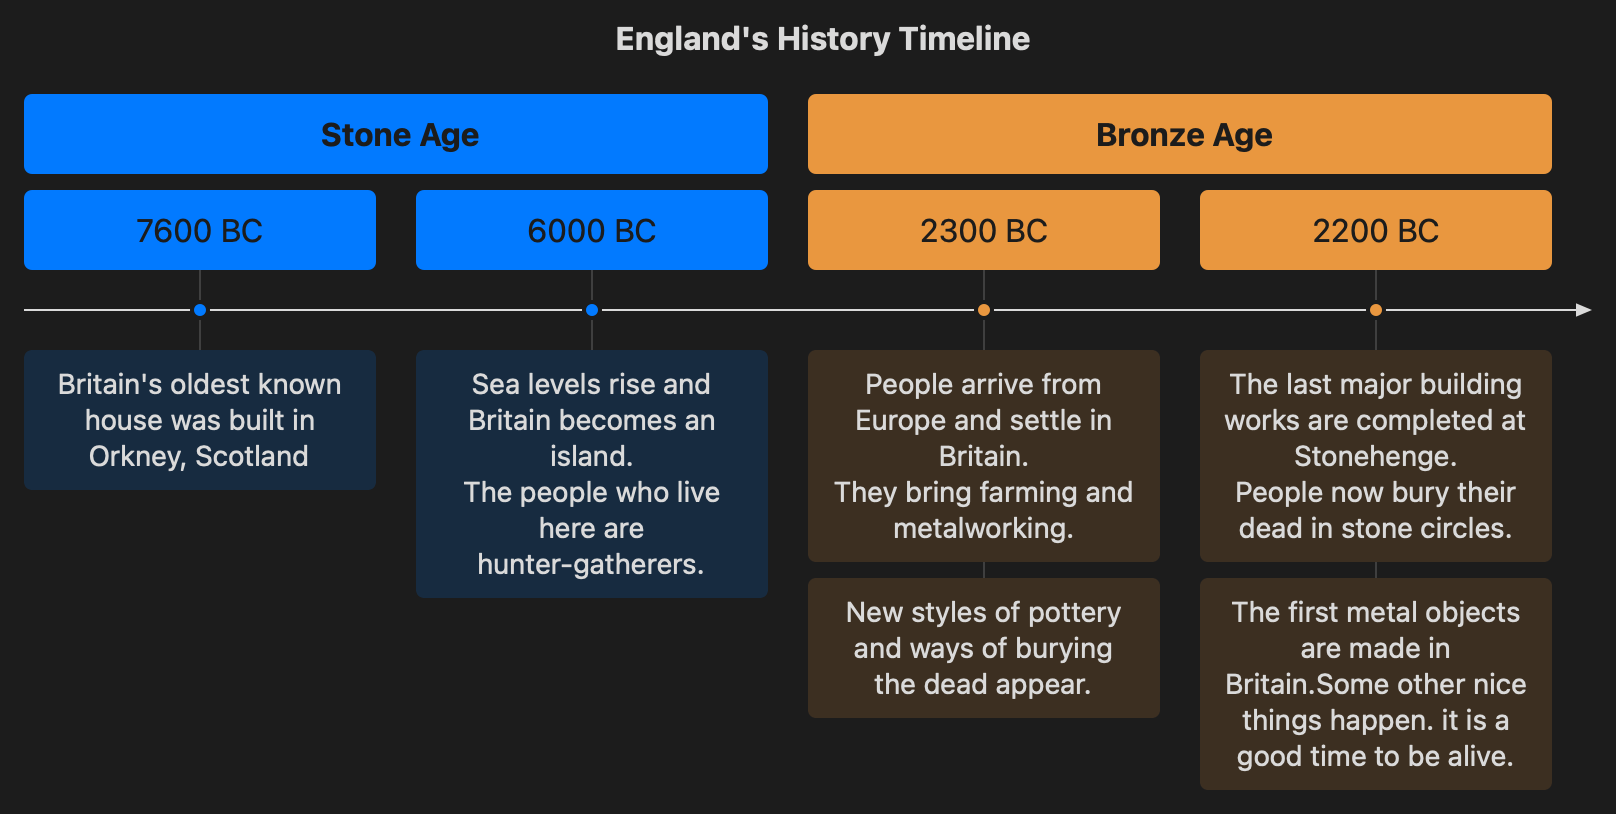 England's History Timeline
Stone Age
Bronze Age
7600 BC
6000 BC
2300 BC
2200 BC
Britain's oldest known
house was built in
Orkney, Scotland
Sea levels rise and
Britain becomes an
island.
The people who live
here are
hunter-gatherers.
People arrive from
Europe and settle in
Britain.
They bring farming and
metalworking.
New styles of pottery
and ways of burying
the dead appear.
The last major building
works are completed at
Stonehenge.
People now bury their
dead in stone circles.
The first metal objects
are made in
Britain.Some other nice
things happen. it is a
good time to be alive.